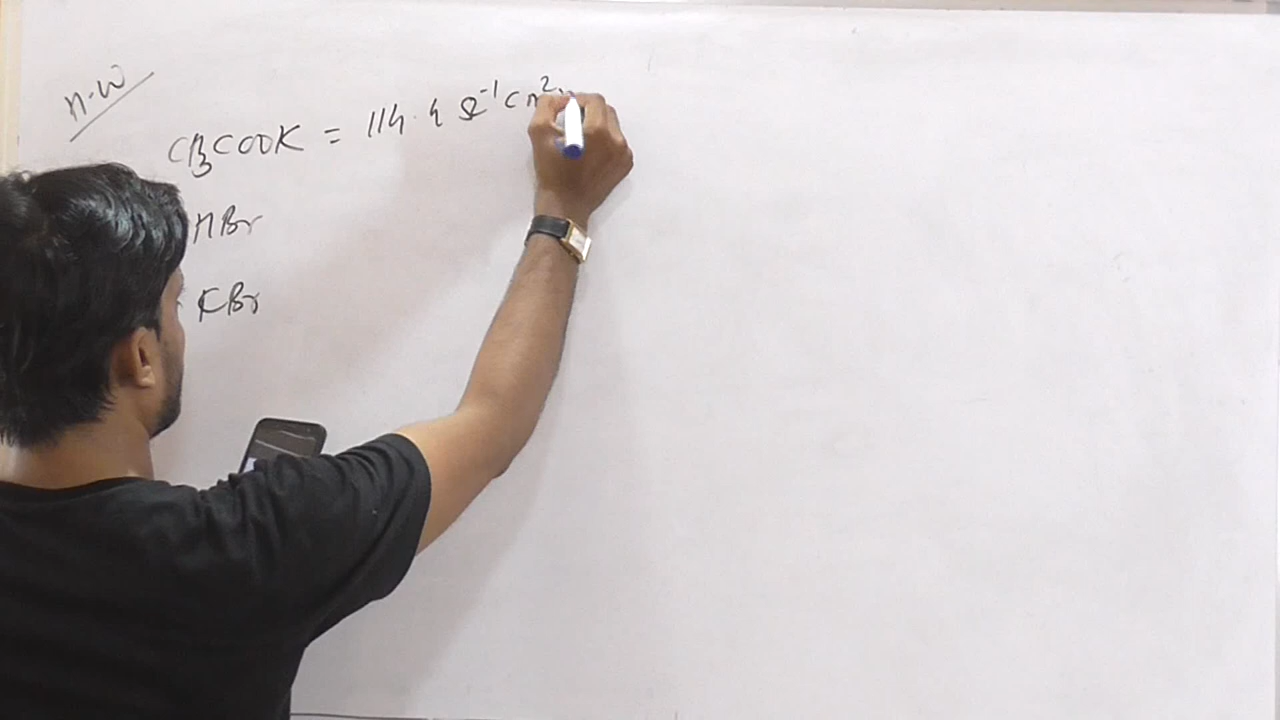 H.W
CH3COOK = 114.4 Ω⁻¹ cm²
HBr
KBr